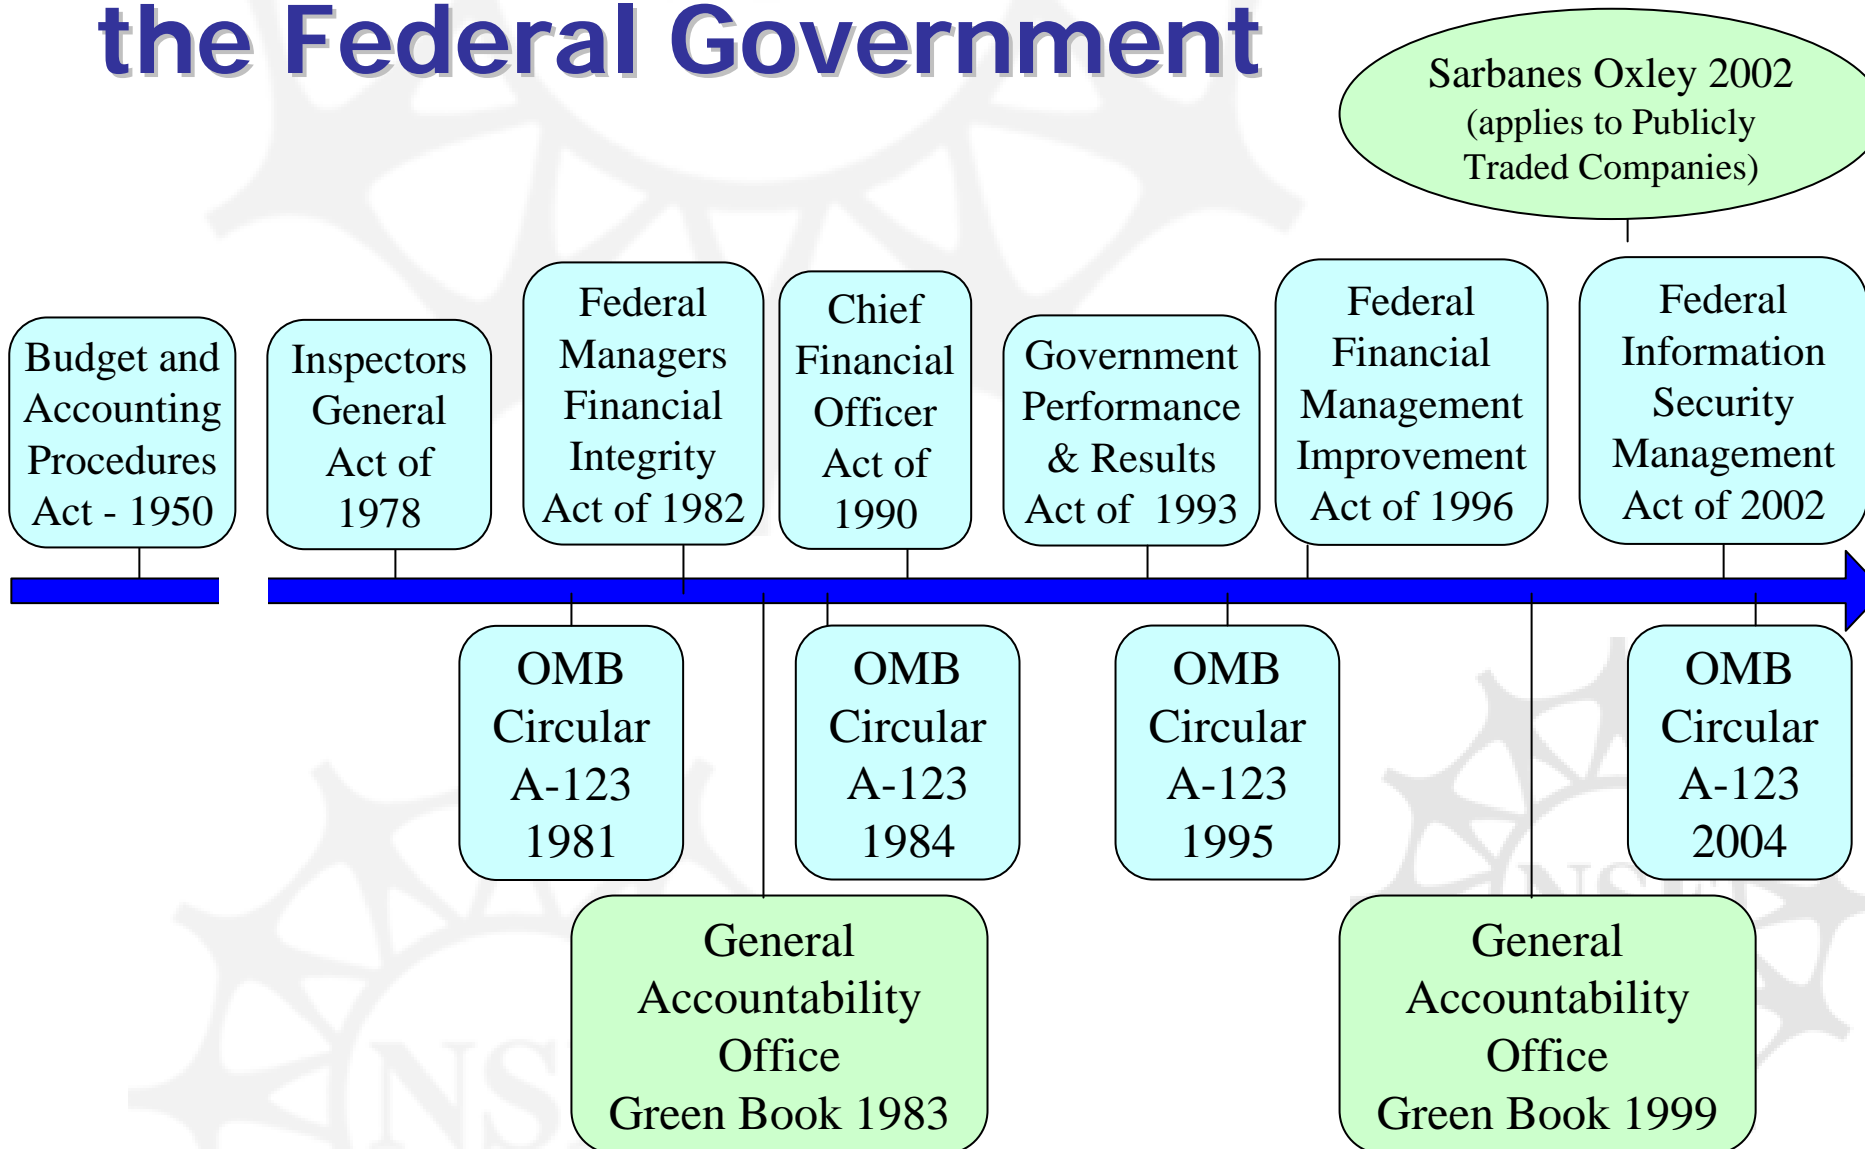 the Federal Government
Sarbanes Oxley 2002
(applies to Publicly
Traded Companies)
Budget and
Accounting
Procedures
Act - 1950
Inspectors
General
Act of
1978
Federal
Managers
Financial
Integrity
Act of 1982
Chief
Financial
Officer
Act of
1990
Government
Performance
& Results
Act of 1993
Federal
Financial
Management
Improvement
Act of 1996
Federal
Information
Security
Management
Act of 2002
OMB
Circular
A-123
1981
OMB
Circular
A-123
1984
OMB
Circular
A-123
1995
OMB
Circular
A-123
2004
General
Accountability
Office
Green Book 1983
General
Accountability
Office
Green Book 1999